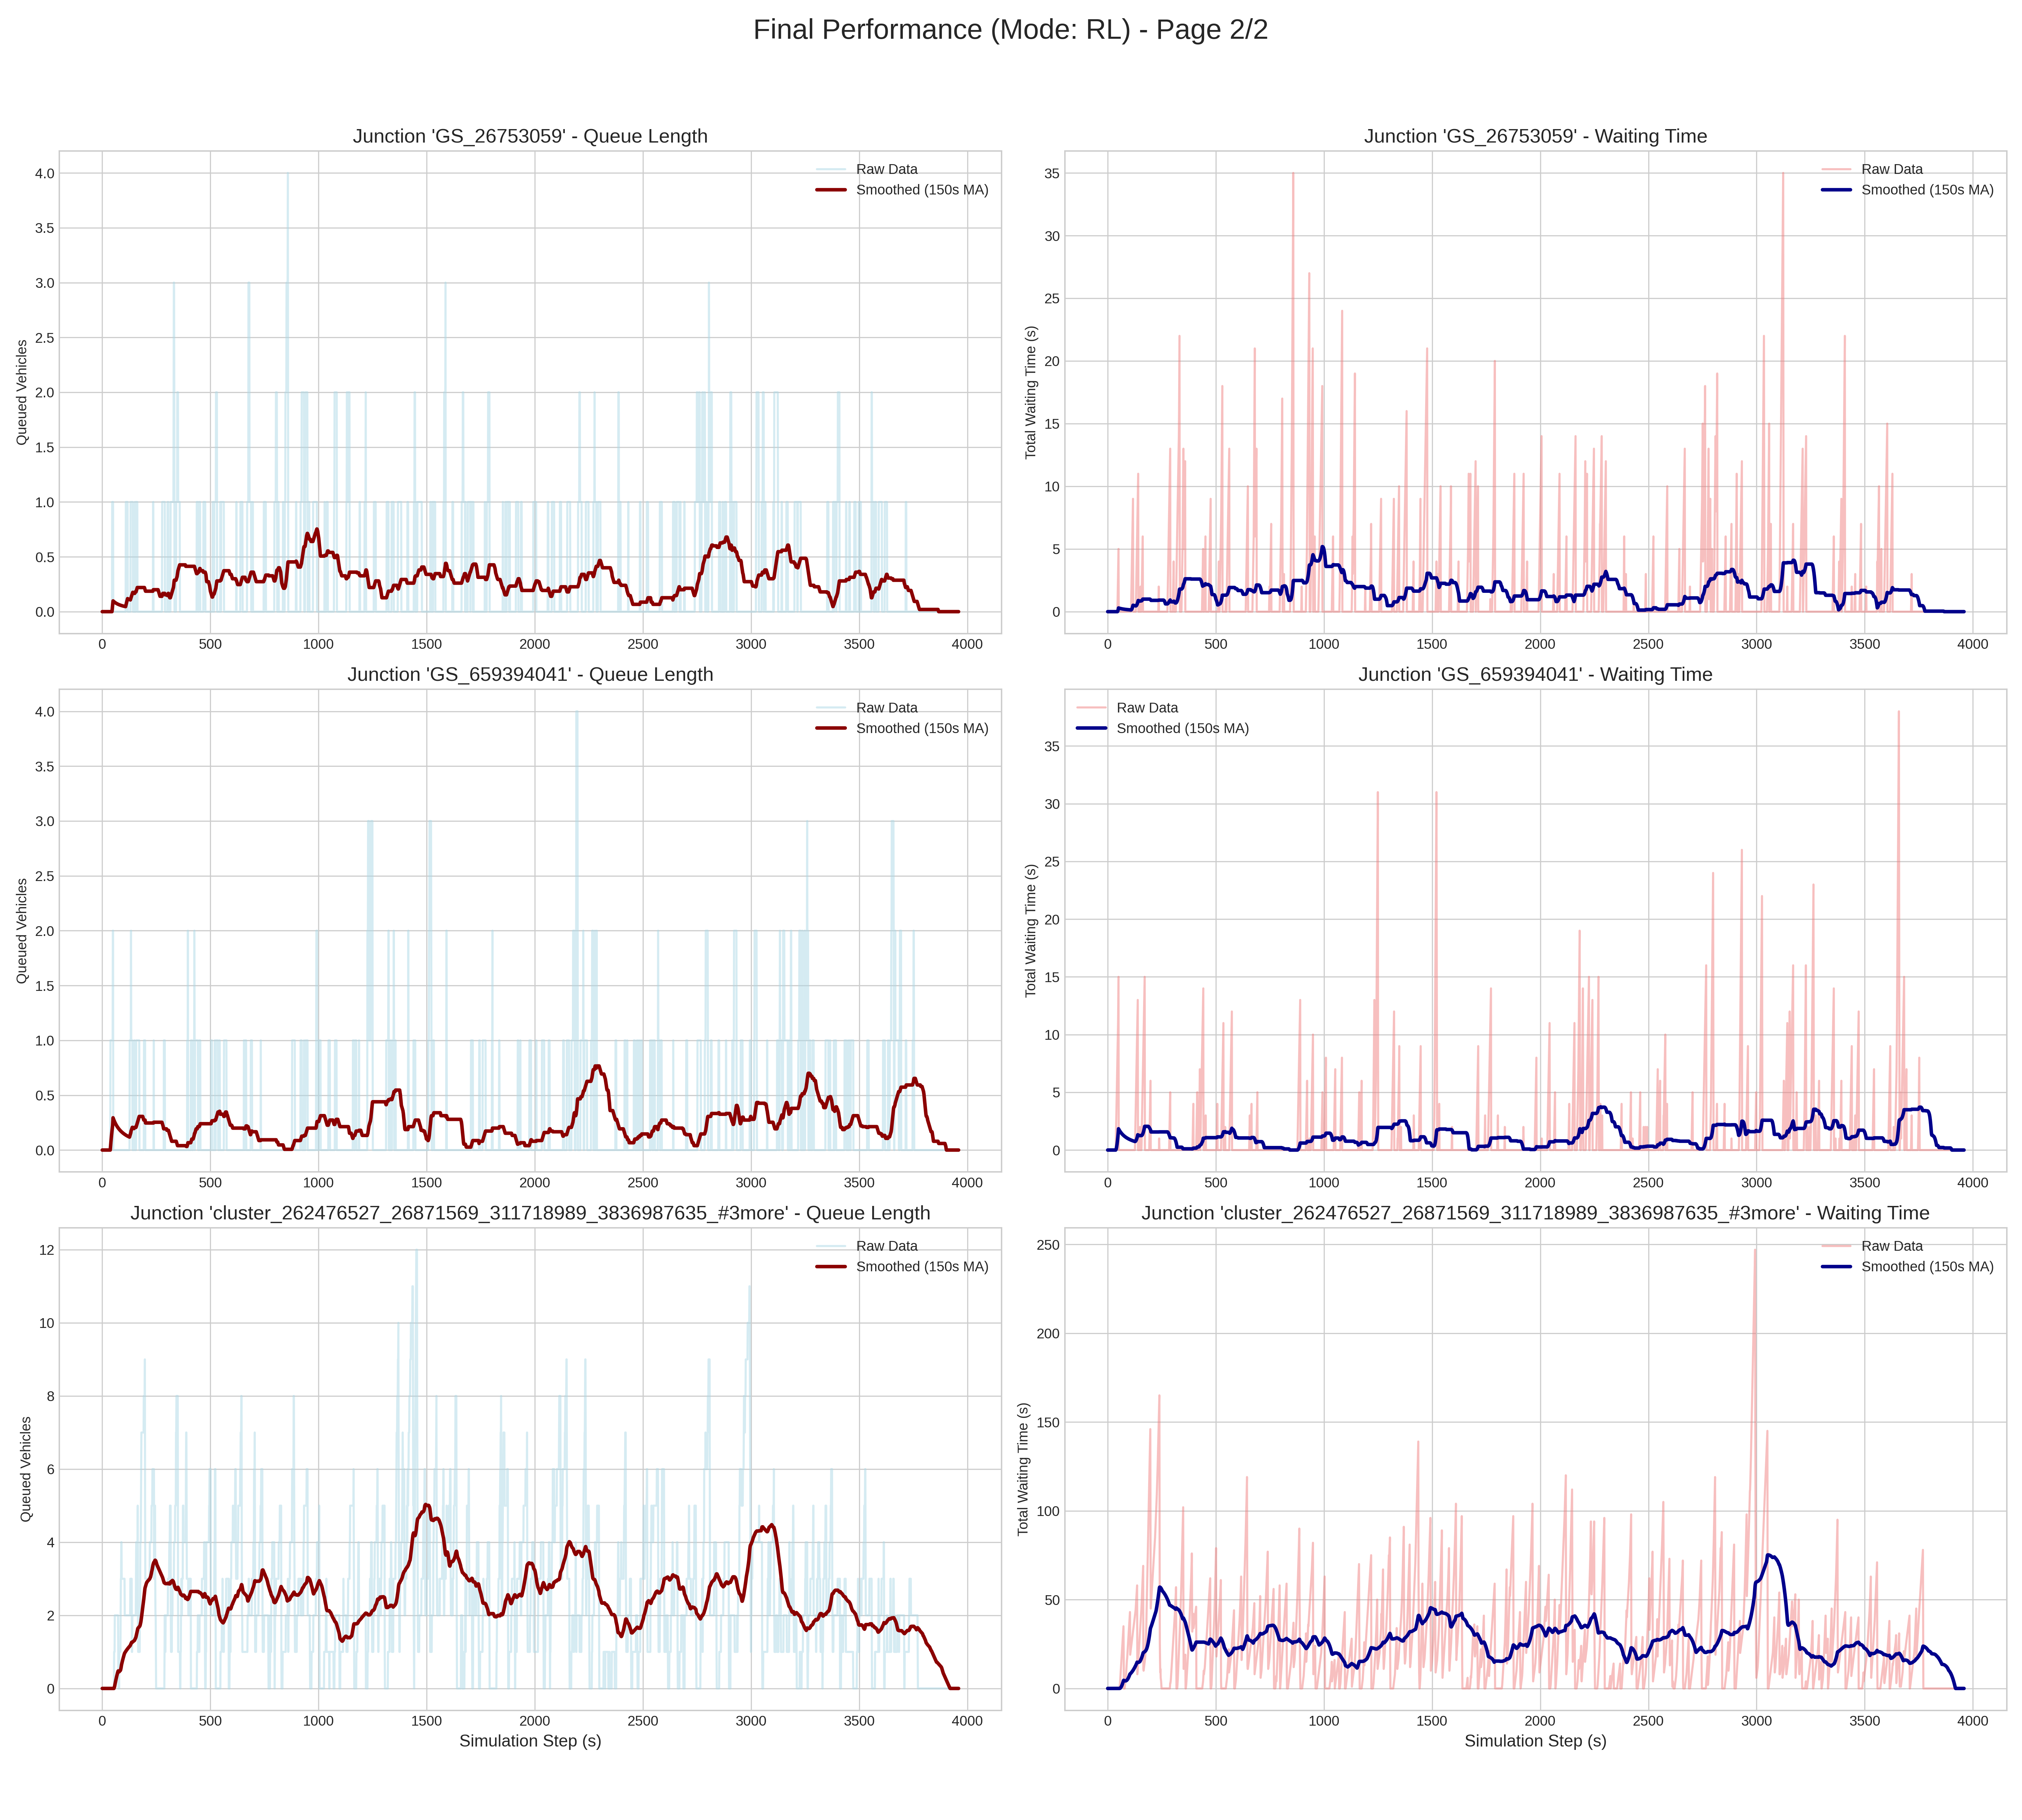 Final Performance (Mode: RL) - Page 2/2
Junction 'GS_26753059' - Queue Length
Queued Vehicles
4.0
3.5
3.0
2.5
2.0
1.5
1.0
0.5
0.0
Raw Data
Smoothed (150s MA)
0 500 1000 1500 2000 2500 3000 3500 4000
Junction 'GS_26753059' - Waiting Time
Total Waiting Time (s)
35
30
25
20
15
10
5
0
Raw Data
Smoothed (150s MA)
0 500 1000 1500 2000 2500 3000 3500 4000
Junction 'GS_659394041' - Queue Length
Queued Vehicles
4.0
3.5
3.0
2.5
2.0
1.5
1.0
0.5
0.0
Raw Data
Smoothed (150s MA)
0 500 1000 1500 2000 2500 3000 3500 4000
Junction 'GS_659394041' - Waiting Time
Total Waiting Time (s)
35
30
25
20
15
10
5
0
Raw Data
Smoothed (150s MA)
0 500 1000 1500 2000 2500 3000 3500 4000
Junction 'cluster_262476527_26871569_311718989_3836987635_#3more' - Queue Length
Queued Vehicles
12
10
8
6
4
2
0
Raw Data
Smoothed (150s MA)
0 500 1000 1500 2000 2500 3000 3500 4000
Simulation Step (s)
Junction 'cluster_262476527_26871569_311718989_3836987635_#3more' - Waiting Time
Total Waiting Time (s)
250
200
150
100
50
0
Raw Data
Smoothed (150s MA)
0 500 1000 1500 2000 2500 3000 3500 4000
Simulation Step (s)